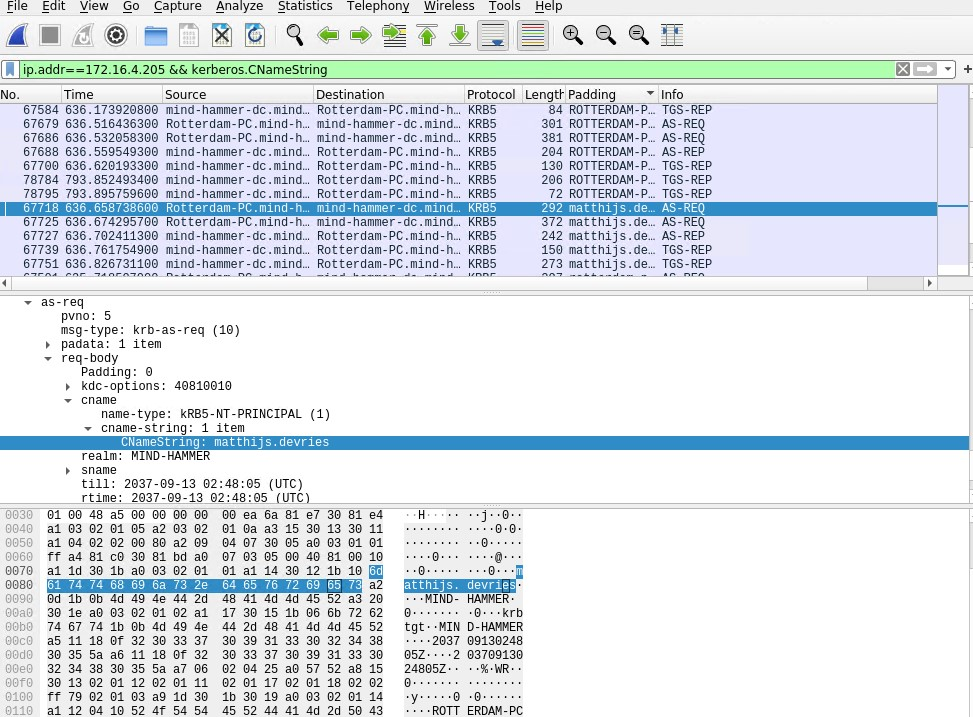 File Edit View Go Capture Analyze Statistics Telephony Wireless Tools Help
ip.addr==172.16.4.205 && kerberos.CNameString
No. Time Source Destination Protocol Length Padding Info
67584 636.173920800 mind-hammer-dc.mind… Rotterdam-PC.mind-h… KRB5 84 ROTTERDAM-P… TGS-REP
67679 636.516436300 Rotterdam-PC.mind-h… mind-hammer-dc.mind… KRB5 301 ROTTERDAM-P… AS-REQ
67686 636.532058300 Rotterdam-PC.mind-h… mind-hammer-dc.mind… KRB5 381 ROTTERDAM-P… AS-REQ
67688 636.559549300 mind-hammer-dc.mind… Rotterdam-PC.mind-h… KRB5 204 ROTTERDAM-P… AS-REP
67700 636.620193300 mind-hammer-dc.mind… Rotterdam-PC.mind-h… KRB5 130 ROTTERDAM-P… TGS-REP
78784 793.852493400 mind-hammer-dc.mind… Rotterdam-PC.mind-h… KRB5 206 ROTTERDAM-P… TGS-REP
78795 793.895759600 mind-hammer-dc.mind… Rotterdam-PC.mind-h… KRB5 72 ROTTERDAM-P… TGS-REP
67718 636.658738600 Rotterdam-PC.mind-h… mind-hammer-dc.mind… KRB5 292 matthijs.de… AS-REQ
67725 636.674295700 Rotterdam-PC.mind-h… mind-hammer-dc.mind… KRB5 372 matthijs.de… AS-REQ
67727 636.702411300 mind-hammer-dc.mind… Rotterdam-PC.mind-h… KRB5 242 matthijs.de… AS-REP
67739 636.761754900 mind-hammer-dc.mind… Rotterdam-PC.mind-h… KRB5 150 matthijs.de… TGS-REP
67751 636.826731100 mind-hammer-dc.mind… Rotterdam-PC.mind-h… KRB5 273 matthijs.de… TGS-REP
as-req
pvno: 5
msg-type: krb-as-req (10)
padata: 1 item
req-body
Padding: 0
kdc-options: 40810010
cname
name-type: kRB5-NT-PRINCIPAL (1)
cname-string: 1 item
CNameString: matthijs.devries
realm: MIND-HAMMER
sname
till: 2037-09-13 02:48:05 (UTC)
rtime: 2037-09-13 02:48:05 (UTC)
0030 01 00 48 a5 00 00 00 00 00 ea 6a 81 e7 30 81 e4 ··H····· ··j··0··
0040 a1 03 02 01 05 a2 03 02 01 0a a3 15 30 13 30 11 ········ ····0·0·
0050 a1 04 02 02 00 80 a2 09 04 07 30 05 a0 03 01 01 ········ ··0·····
0060 ff a4 81 c0 30 81 bd a0 07 03 05 00 40 81 00 10 ····0··· ····@···
0070 a1 1d 30 1b a0 03 02 01 01 a1 14 30 12 1b 10 6d ··0····· ···0···m
0080 61 74 74 68 69 6a 73 2e 64 65 76 72 69 65 73 a2 atthijs. devries·
0090 0d 1b 0b 4d 49 4e 44 2d 48 41 4d 4d 45 52 a3 20 ···MIND- HAMMER·
00a0 30 1e a0 03 02 01 02 a1 17 30 15 1b 06 6b 72 62 0······· ·0···krb
00b0 74 67 74 1b 0b 4d 49 4e 44 2d 48 41 4d 4d 45 52 tgt··MIN D-HAMMER
00c0 a5 11 18 0f 32 30 33 37 30 39 31 33 30 32 34 38 ····2037 09130248
00d0 30 35 5a a6 11 18 0f 32 30 33 37 30 39 31 33 30 05Z····2 03709130
00e0 32 34 38 30 35 5a a7 06 02 04 25 a0 57 52 a8 15 24805Z·· ··%·WR··
00f0 30 13 02 01 12 02 01 11 02 01 17 02 01 18 02 02 0······· ········
0100 ff 79 02 01 03 a9 1d 30 1b 30 19 a0 03 02 01 14 ·y·····0 ·0······
0110 a1 12 04 10 52 4f 54 54 45 52 44 41 4d 2d 50 43 ····ROTT ERDAM-PC